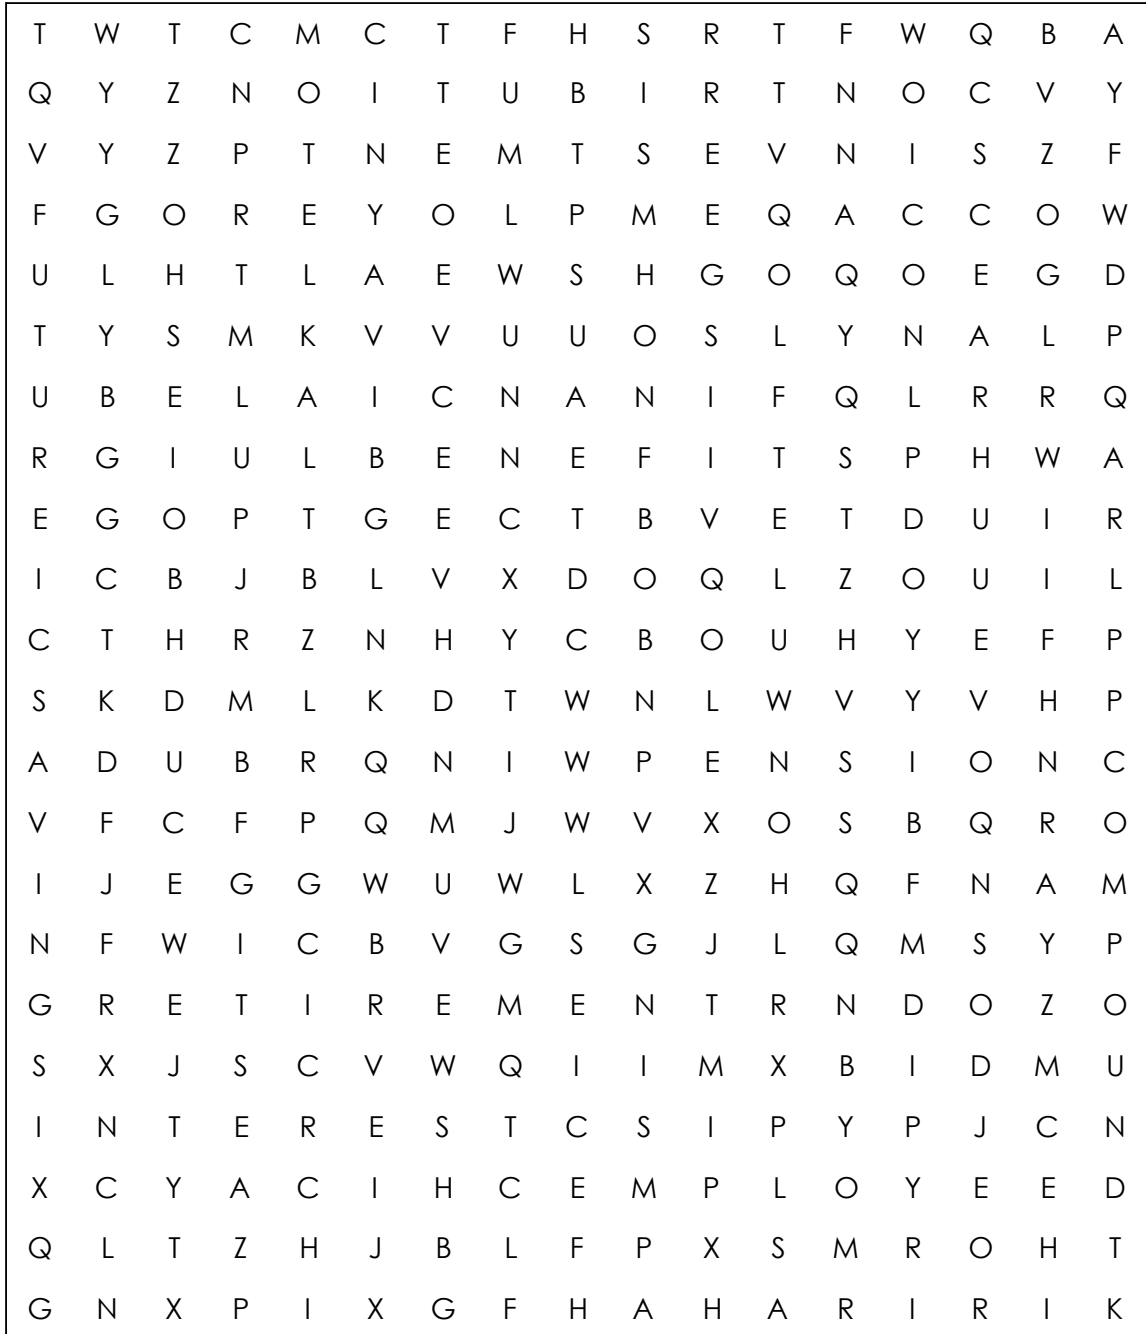 T W T C M C T F H S R T F W Q B A
Q Y Z N O I T U B I R T N O C V Y
V Y Z P T N E M T S E V N I S Z F
F G O R E Y O L P M E Q A C C O W
U L H T L A E W S H G O Q O E G D
T Y S M K V V U U O S L Y N A L P
U B E L A I C N A N I F Q L R R Q
R G I U L B E N E F I T S P H W A
E G O P T G E C T B V E T D U I R
I C B J B L V X D O Q L Z O U I L
C T H R Z N H Y C B O U H Y E F P
S K D M L K D T W N L W V Y V H P
A D U B R Q N I W P E N S I O N C
V F C F P Q M J W V X O S B Q R O
I J E G G W U W L X Z H Q F N A M
N F W I C B V G S G J L Q M S Y P
G R E T I R E M E N T R N D O Z O
S X J S C V W Q I I M X B I D M U
I N T E R E S T C S I P Y P J C N
X C Y A C I H C E M P L O Y E E D
Q L T Z H J B L F P X S M R O H T
G N X P I X G F H A H A R I R I K